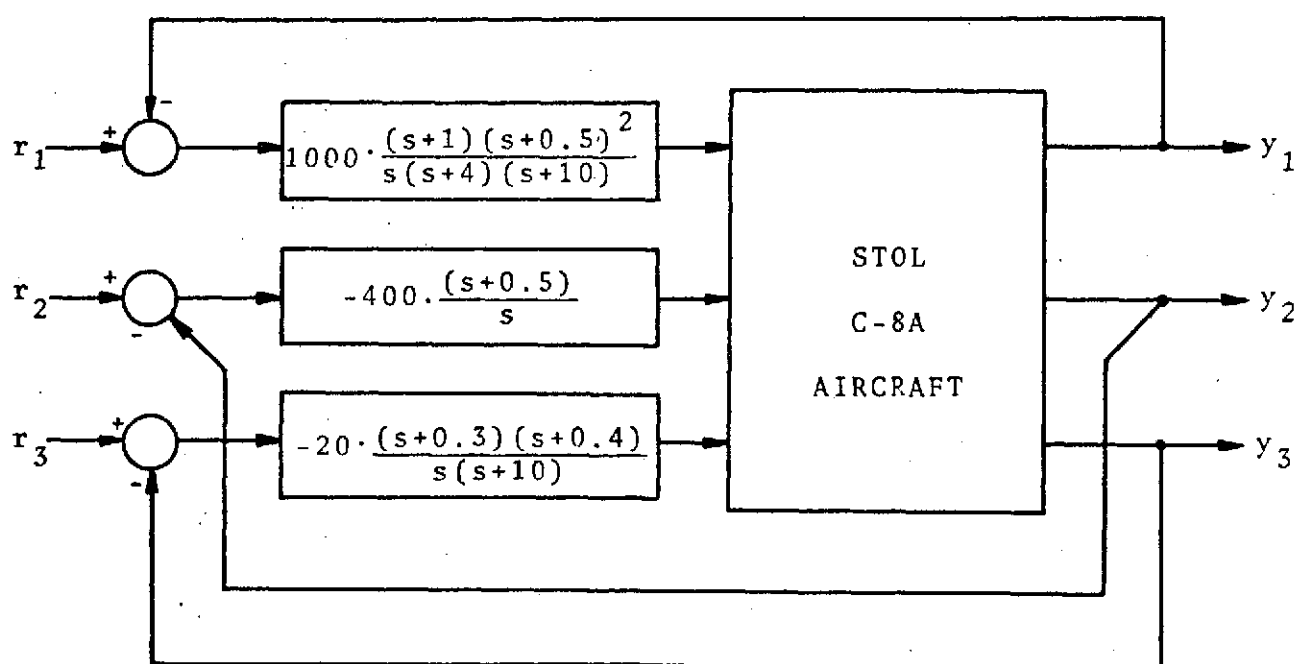 r1
+
-
1000·(s+1)(s+0.5)^2 / s(s+4)(s+10)
y1
r2
+
-
-400·(s+0.5) / s
STOL
C-8A
AIRCRAFT
y2
r3
+
-
-20·(s+0.3)(s+0.4) / s(s+10)
y3